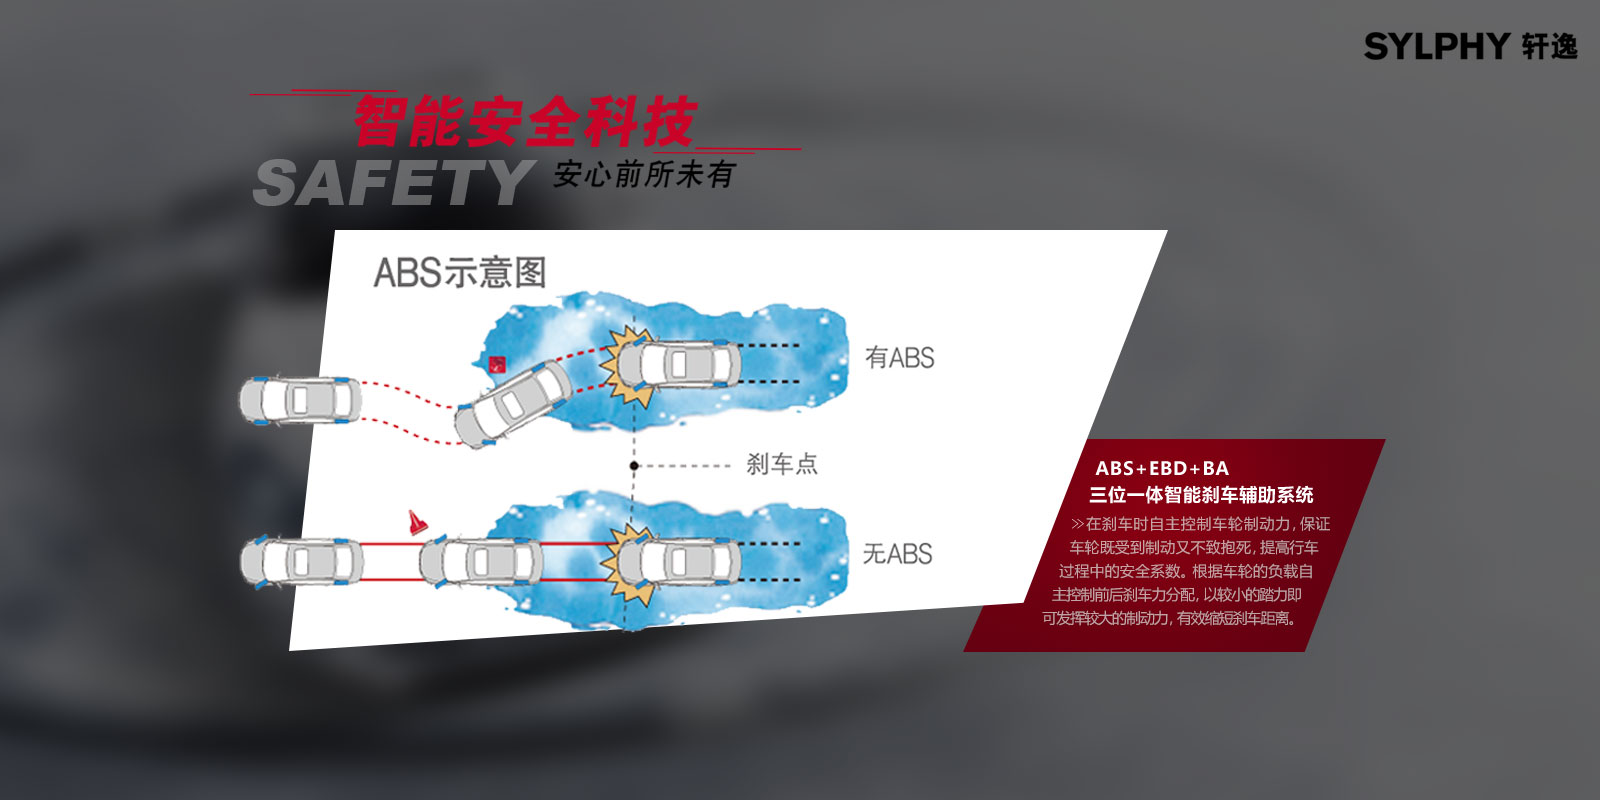 SYLPHY 轩逸
智能安全科技
SAFETY 安心前所未有
ABS示意图
有ABS
刹车点
无ABS
ABS+EBD+BA
三位一体智能刹车辅助系统
>>在刹车时自主控制车轮制动力，保证
车轮既受到制动又不致抱死，提高行车
过程中的安全系数。根据车轮的负载自
主控制前后刹车力分配，以较小的踏力即
可发挥较大的制动力，有效缩短刹车距离。